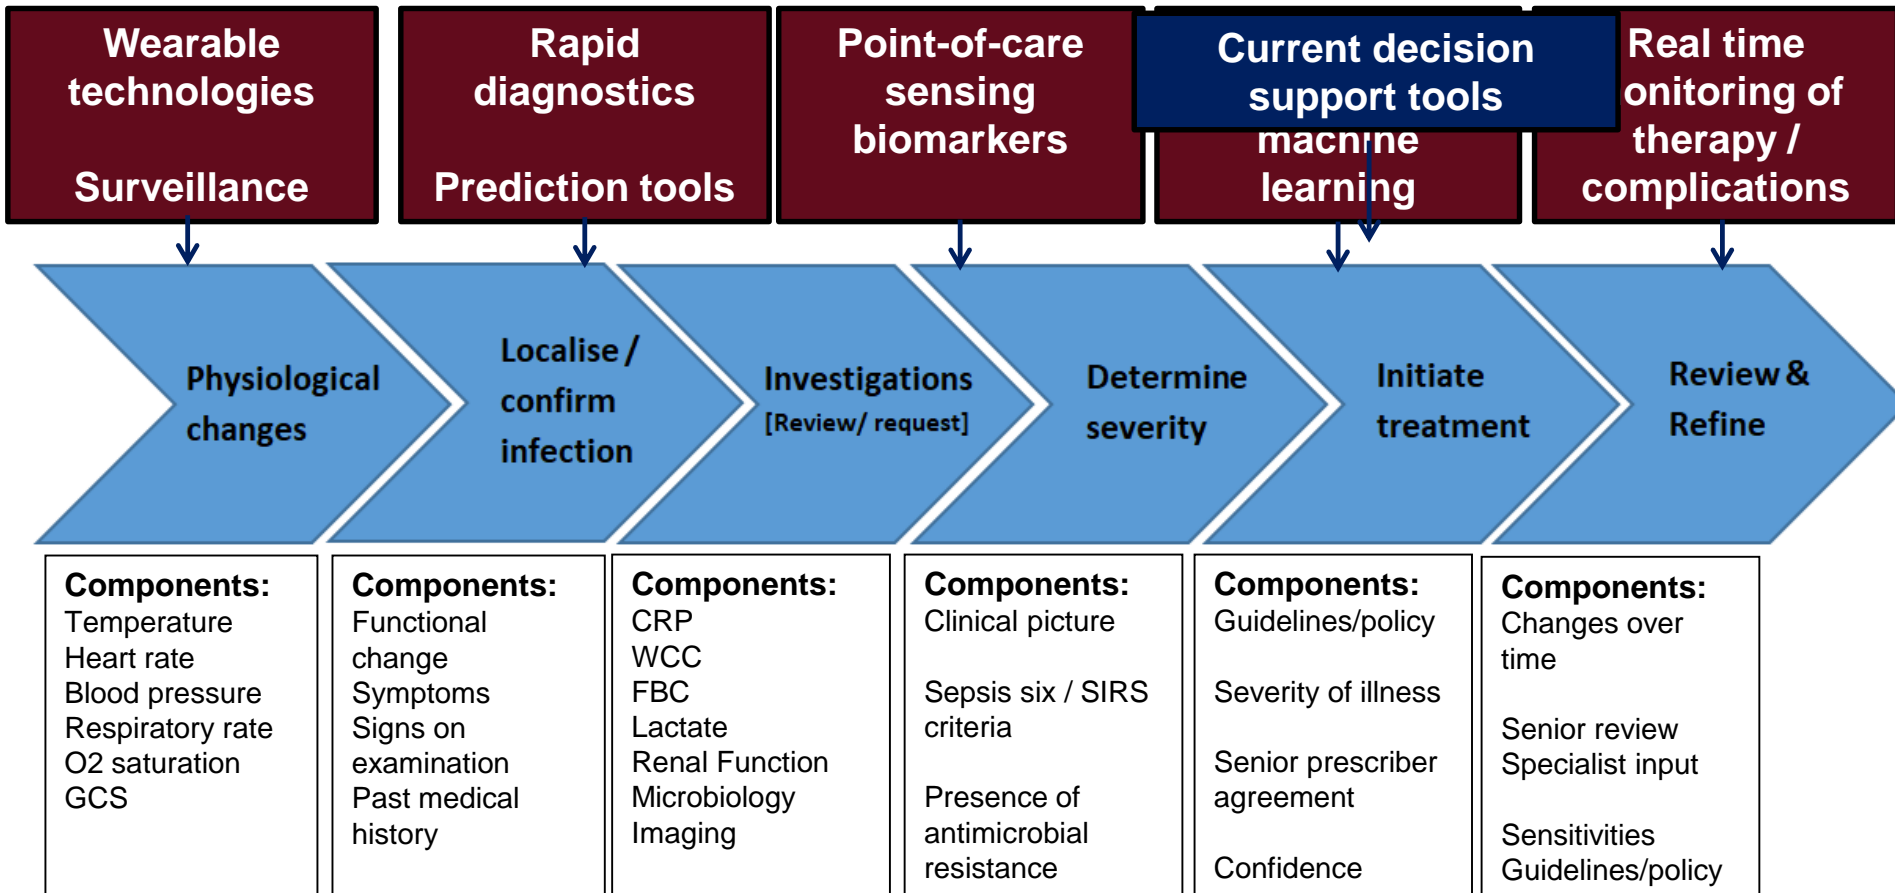 Wearable
technologies
Surveillance
Rapid
diagnostics
Prediction tools
Point-of-care
sensing
biomarkers
Current decision
support tools
machine
learning
Real time
onitoring of
therapy /
complications
Physiological
changes
Localise /
confirm
infection
Investigations
[Review/ request]
Determine
severity
Initiate
treatment
Review &
Refine
Components:
Temperature
Heart rate
Blood pressure
Respiratory rate
O2 saturation
GCS
Components:
Functional
change
Symptoms
Signs on
examination
Past medical
history
Components:
CRP
WCC
FBC
Lactate
Renal Function
Microbiology
Imaging
Components:
Clinical picture
Sepsis six / SIRS
criteria
Presence of
antimicrobial
resistance
Components:
Guidelines/policy
Severity of illness
Senior prescriber
agreement
Confidence
Components:
Changes over
time
Senior review
Specialist input
Sensitivities
Guidelines/policy